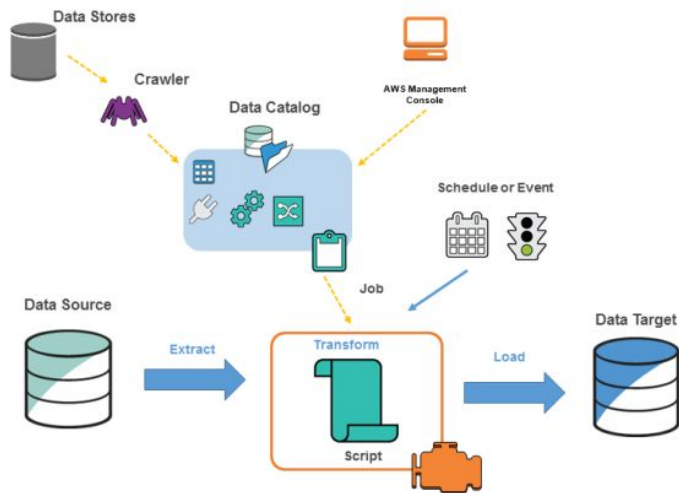 Data Stores
Crawler
AWS Management
Console
Data Catalog
Schedule or Event
Job
Data Source
Data Target
Extract
Transform
Load
Script